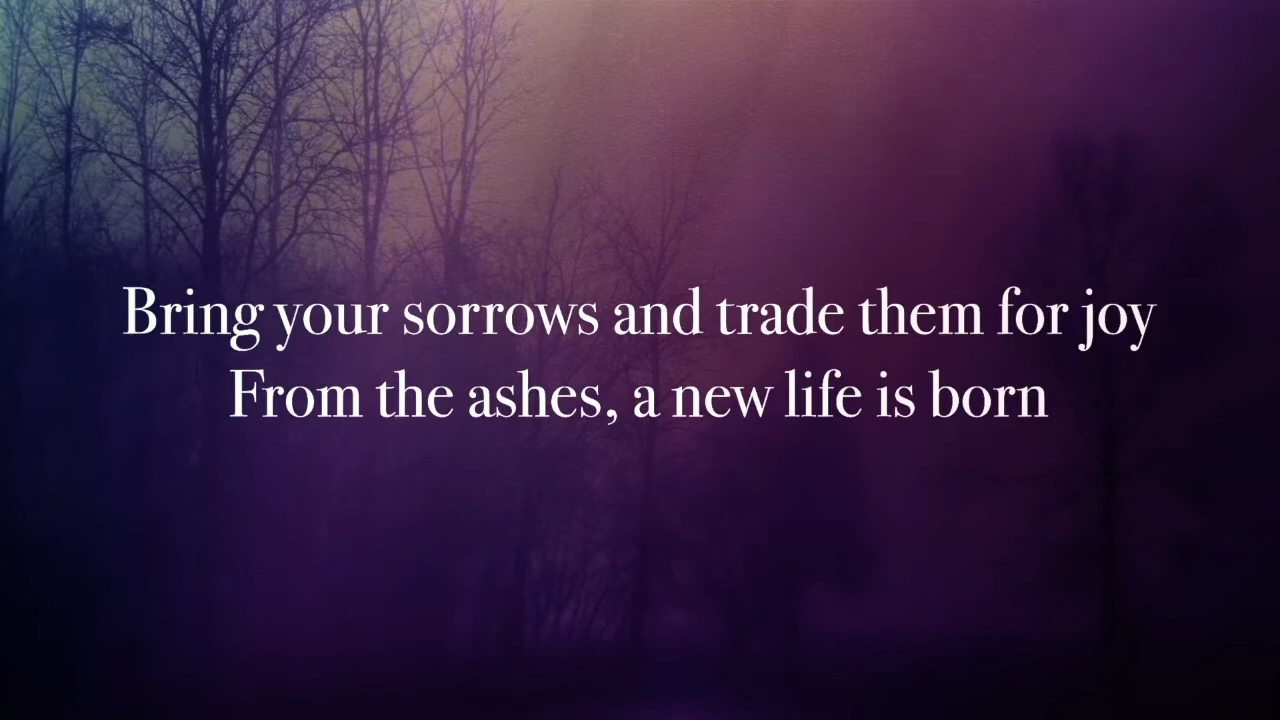 Bring your sorrows and trade them for joy
From the ashes, a new life is born